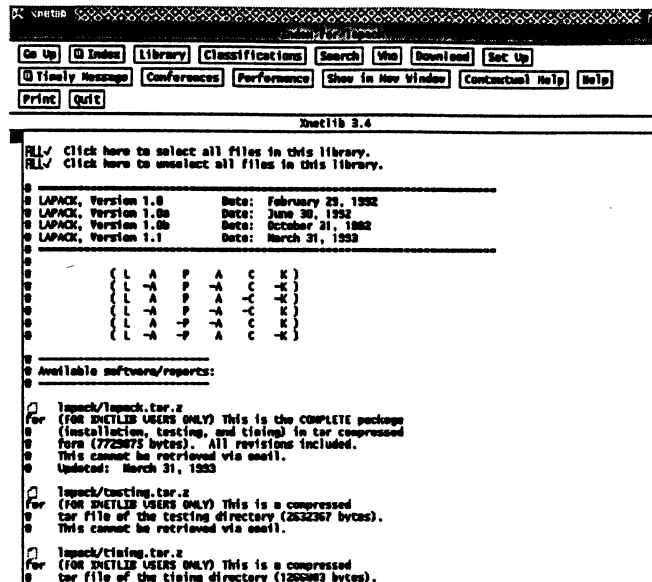 Xnetlib
Index for lapack
Go Up Index Library Classifications Search Who Download Set Up
Timely Message Conferences Performance Show in New Window Contextual Help Help
Print Quit
Xnetlib 3.4
ALL✓ Click here to select all files in this library.
ALL✓ Click here to unselect all files in this library.
# ==================================================
# LAPACK, Version 1.0 Date: February 29, 1992
# LAPACK, Version 1.0a Date: June 30, 1992
# LAPACK, Version 1.0b Date: October 31, 1992
# LAPACK, Version 1.1 Date: March 31, 1993
# ==================================================
#
# ( L A P A C K )
# ( L -A P -A C -K )
# ( L A P A -C -K )
# ( L -A P -A -C K )
# ( L A -P -A C K )
# ( L -A -P A C -K )
# ====================
# Available software/reports:
# ====================
lapack/lapack.tar.z
for (FOR XNETLIB USERS ONLY) This is the COMPLETE package
# (installation, testing, and timing) in tar compressed
# form (7729875 bytes). All revisions included.
# This cannot be retrieved via email.
# Updated: March 31, 1993
lapack/testing.tar.z
for (FOR XNETLIB USERS ONLY) This is a compressed
# tar file of the testing directory (2632367 bytes).
# This cannot be retrieved via email.
lapack/timing.tar.z
for (FOR XNETLIB USERS ONLY) This is a compressed
# tar file of the timing directory bytes).